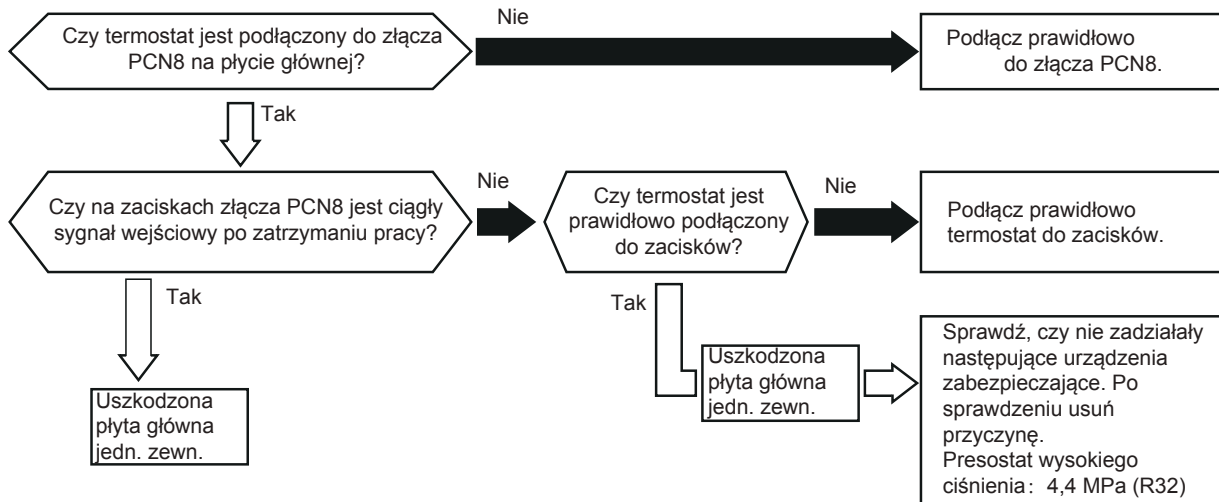 Czy termostat jest podłączony do złącza
PCN8 na płycie głównej?
Nie
Podłącz prawidłowo
do złącza PCN8.
Tak
Czy na zaciskach złącza PCN8 jest ciągły
sygnał wejściowy po zatrzymaniu pracy?
Nie
Czy termostat jest
prawidłowo podłączony
do zacisków?
Nie
Podłącz prawidłowo
termostat do zacisków.
Tak
Uszkodzona
płyta główna
jedn. zewn.
Tak
Uszkodzona
płyta główna
jedn. zewn.
Sprawdź, czy nie zadziałały
następujące urządzenia
zabezpieczające. Po
sprawdzeniu usuń
przyczynę.
Presostat wysokiego
ciśnienia: 4,4 MPa (R32)